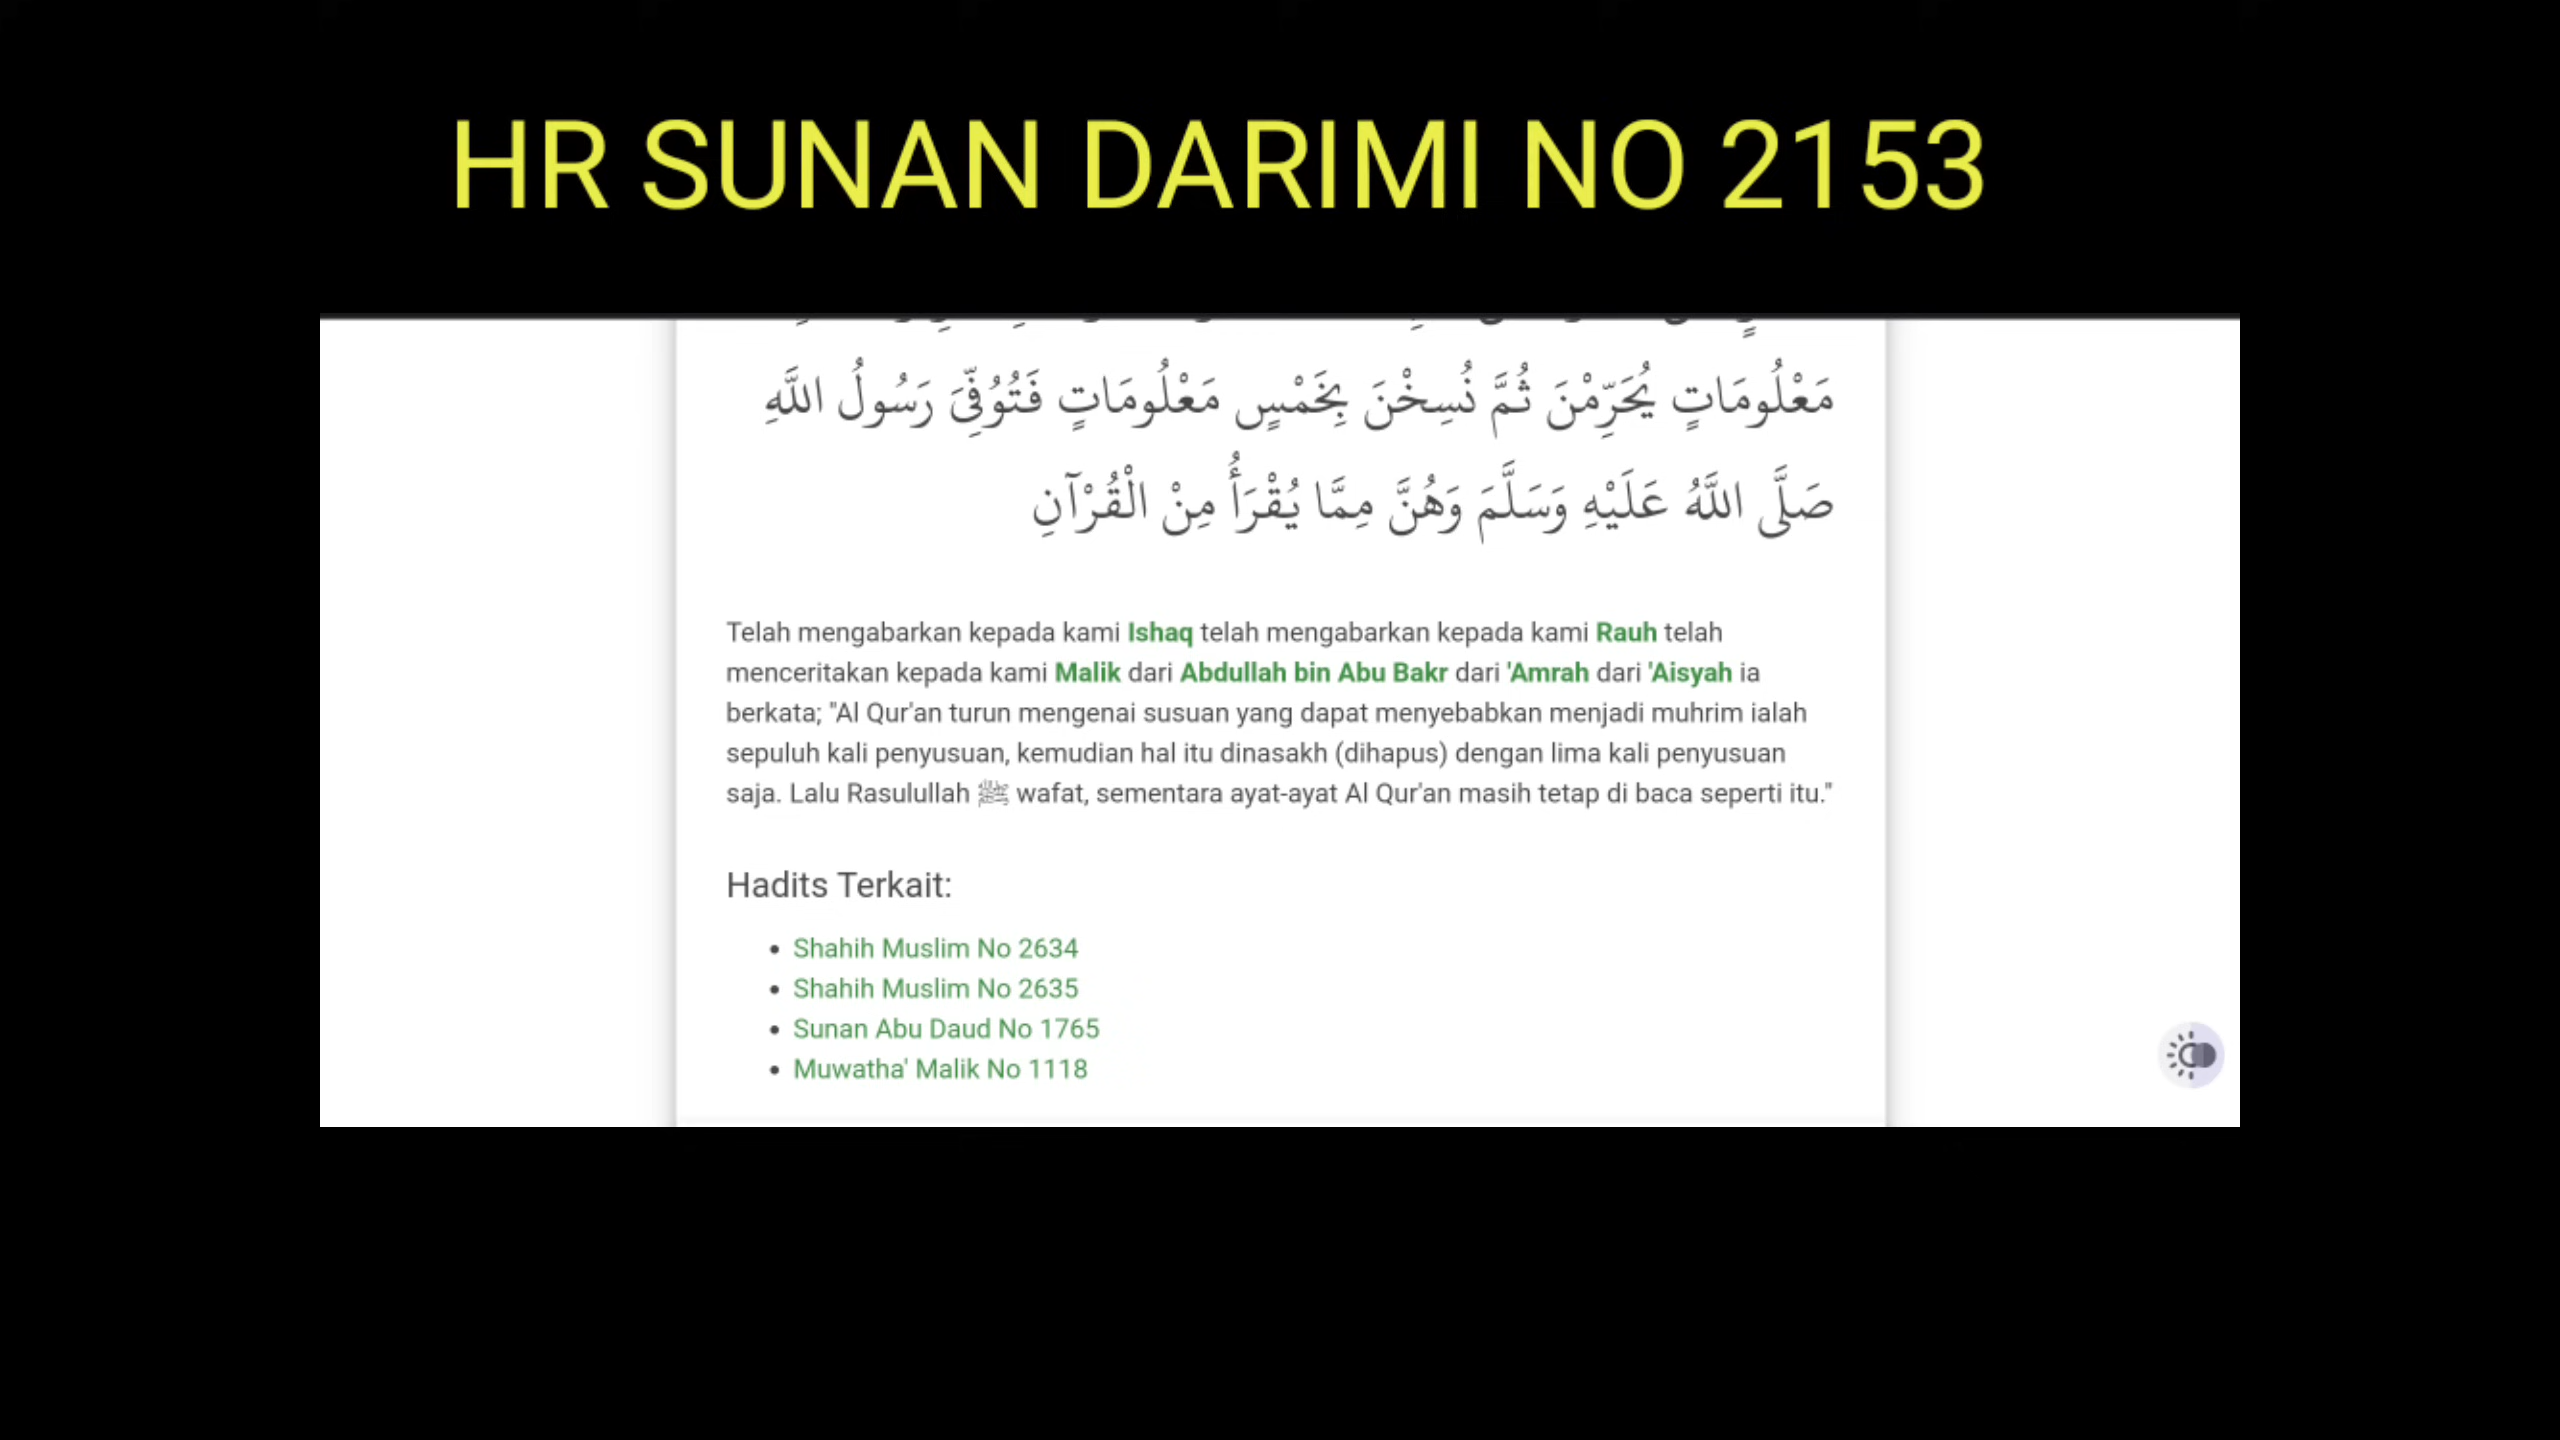 HR SUNAN DARIMI NO 2153
مَعْلُومَاتٍ يُحَرِّمْنَ ثُمَّ نُسِخْنَ بِخَمْسٍ مَعْلُومَاتٍ فَتُوُفِّيَ رَسُولُ اللَّهِ
صَلَّى اللَّهُ عَلَيْهِ وَسَلَّمَ وَهُنَّ مِمَّا يُقْرَأُ مِنْ الْقُرْآنِ
Telah mengabarkan kepada kami Ishaq telah mengabarkan kepada kami Rauh telah
menceritakan kepada kami Malik dari Abdullah bin Abu Bakr dari 'Amrah dari 'Aisyah ia
berkata; "Al Qur'an turun mengenai susuan yang dapat menyebabkan menjadi muhrim ialah
sepuluh kali penyusuan, kemudian hal itu dinasakh (dihapus) dengan lima kali penyusuan
saja. Lalu Rasulullah ﷺ wafat, sementara ayat-ayat Al Qur'an masih tetap di baca seperti itu."
Hadits Terkait:
• Shahih Muslim No 2634
• Shahih Muslim No 2635
• Sunan Abu Daud No 1765
• Muwatha' Malik No 1118